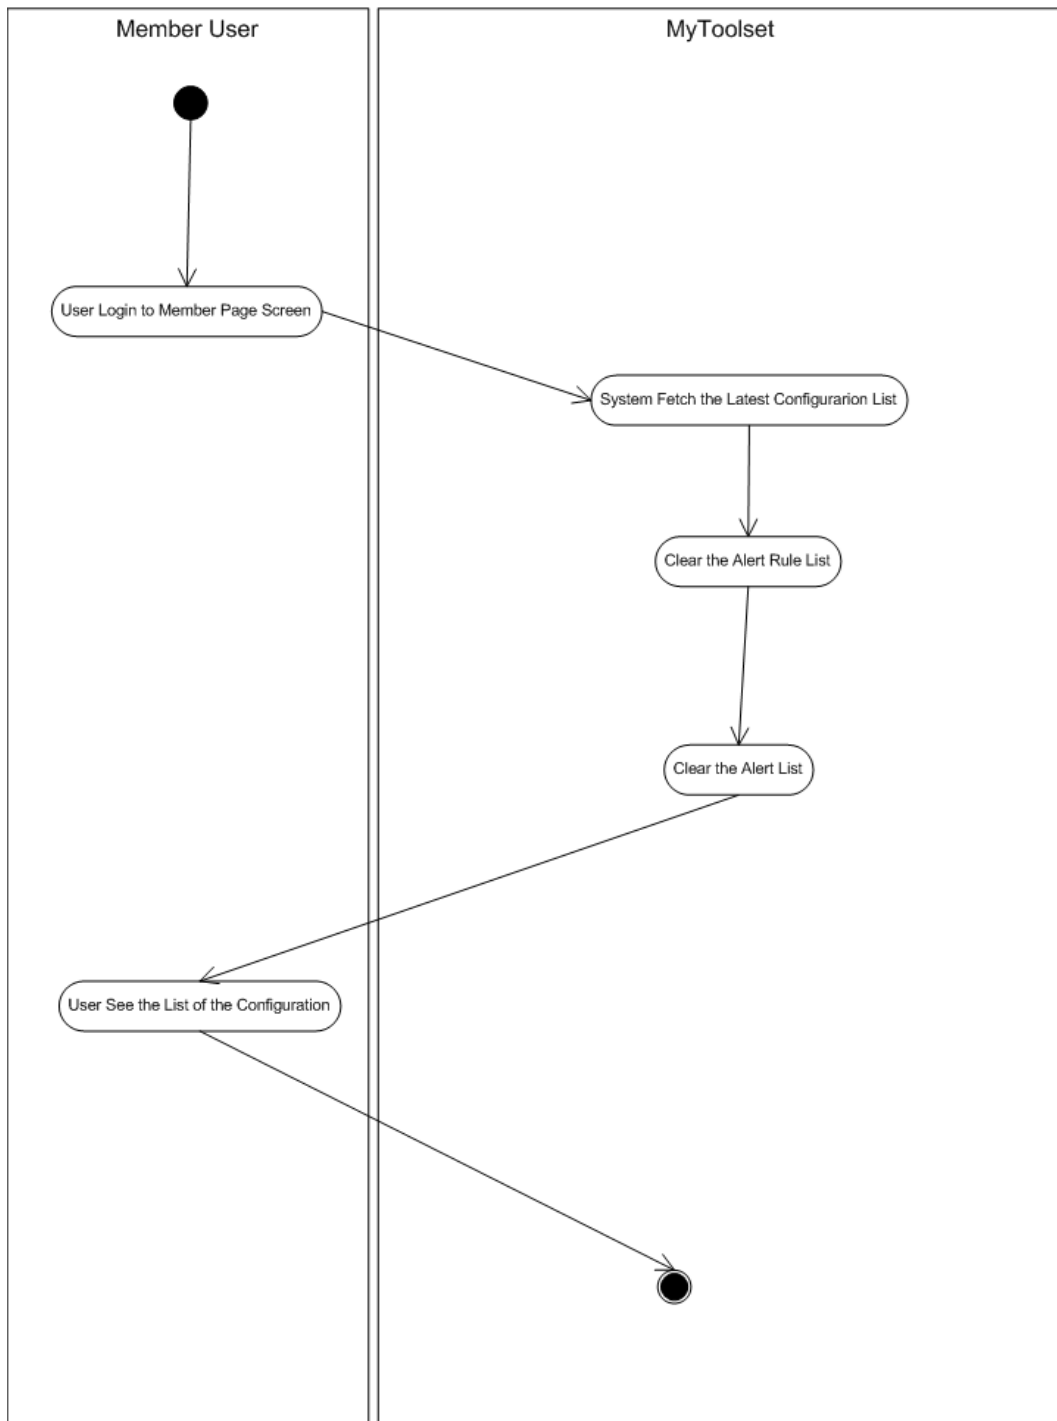 Member User
MyToolset
User Login to Member Page Screen
System Fetch the Latest Configurarion List
Clear the Alert Rule List
Clear the Alert List
User See the List of the Configuration